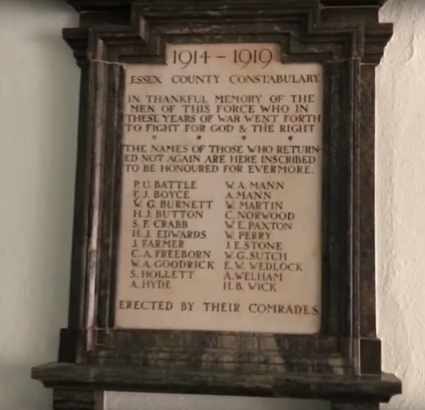 1914 – 1919
ESSEX COUNTY CONSTABULARY
IN THANKFUL MEMORY OF THE
MEN OF THIS FORCE WHO IN
THESE YEARS OF WAR WENT FORTH
TO FIGHT FOR GOD & THE RIGHT
* * * *
THE NAMES OF THOSE WHO RETURN-
ED NOT AGAIN ARE HERE INSCRIBED
TO BE HONOURED FOR EVERMORE.
P. U. BATTLE W. A. MANN
F. J. BOYCE A. MANN
W. G. BURNETT W. MARTIN
H. J. BUTTON C. NORWOOD
S. F. CRABB W. E. PAXTON
H. J. EDWARDS W. PERRY
J. FARMER J. E. STONE
C. A. FREEBORN W. G. SUTCH
W. A. GOODRICK E. W. WEDLOCK
S. HOLLETT A. WELHAM
A. HYDE H. B. WICK
ERECTED BY THEIR COMRADES.